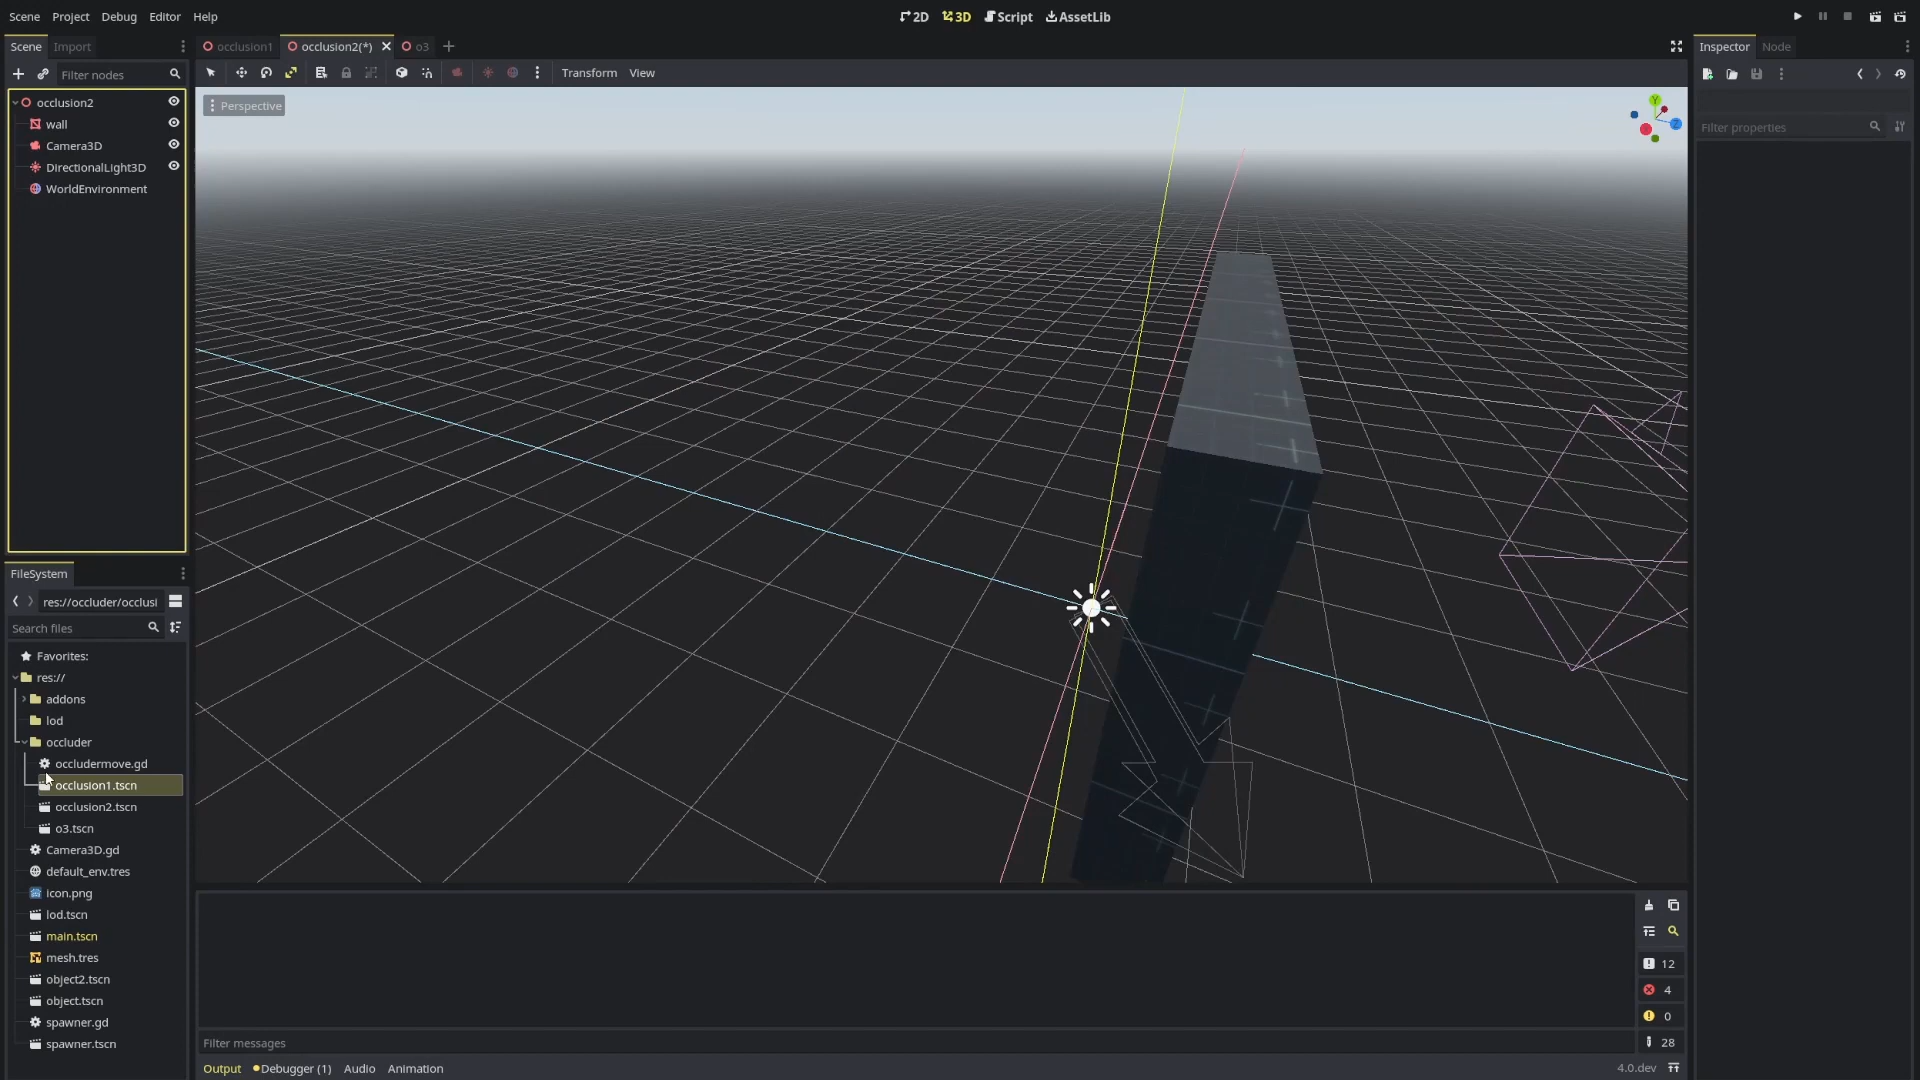 Scene Project Debug Editor Help
2D 3D Script AssetLib
Scene Import
occlusion1 occlusion2(*) o3
Inspector Node
Filter nodes
Transform View
Perspective
Y
Z
Filter properties
occlusion2
wall
Camera3D
DirectionalLight3D
WorldEnvironment
FileSystem
res://occluder/occlusi
Search files
Favorites:
res://
addons
lod
occluder
occludermove.gd
occlusion1.tscn
occlusion2.tscn
o3.tscn
Camera3D.gd
default_env.tres
icon.png
lod.tscn
main.tscn
mesh.tres
object2.tscn
object.tscn
spawner.gd
spawner.tscn
12
4
0
28
Filter messages
Output Debugger (1) Audio Animation
4.0.dev